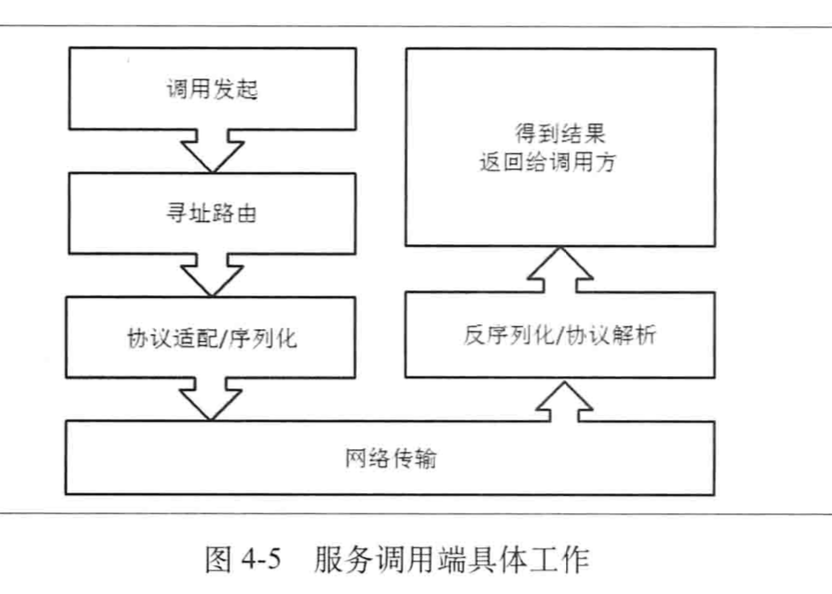 调用发起
寻址路由
协议适配/序列化
网络传输
反序列化/协议解析
得到结果
返回给调用方
图 4-5 服务调用端具体工作